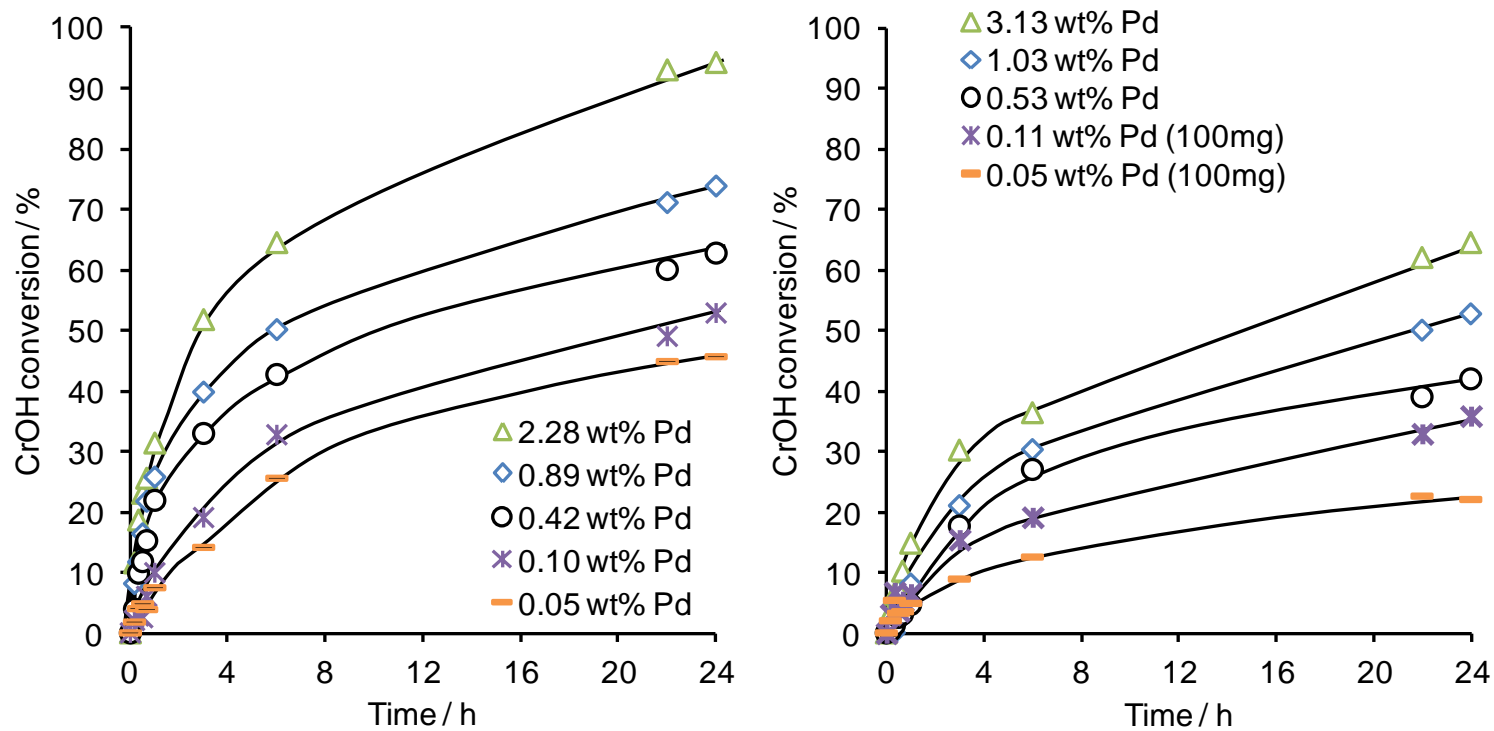 100
90
80
70
60
50
40
30
20
10
0
CrOH conversion / %
0 4 8 12 16 20 24
Time / h
2.28 wt% Pd
0.89 wt% Pd
0.42 wt% Pd
0.10 wt% Pd
0.05 wt% Pd
100
90
80
70
60
50
40
30
20
10
0
CrOH conversion / %
0 4 8 12 16 20 24
Time / h
3.13 wt% Pd
1.03 wt% Pd
0.53 wt% Pd
0.11 wt% Pd (100mg)
0.05 wt% Pd (100mg)